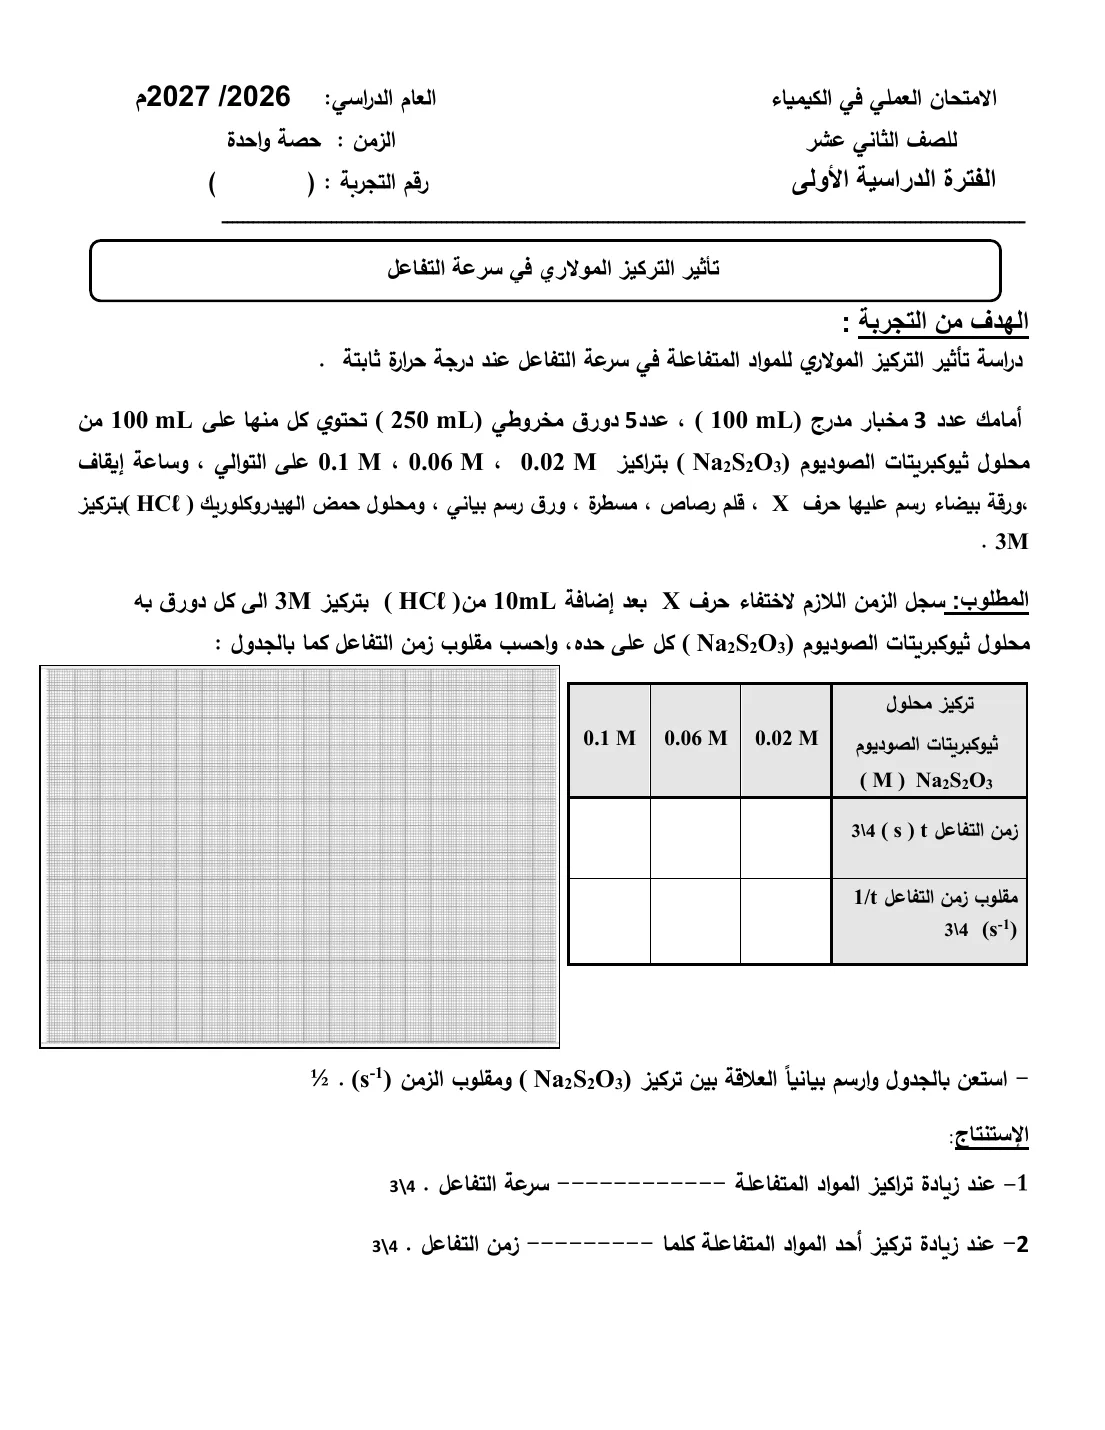 الامتحان العملي في الكيمياء العام الدراسي: 2026/ 2027م
للصف الثاني عشر الزمن : حصة واحدة
الفترة الدراسية الأولى رقم التجربة : ( )
تأثير التركيز المولاري في سرعة التفاعل
الهدف من التجربة :
دراسة تأثير التركيز المولاري للمواد المتفاعلة في سرعة التفاعل عند درجة حرارة ثابتة .
أمامك عدد 3 مخبار مدرج (100 mL) ، عدد5 دورق مخروطي (250 mL) تحتوي كل منها على 100 mL من
محلول ثيوكبريتات الصوديوم (Na₂S₂O₃) بتراكيز 0.02 M ، 0.06 M ، 0.1 M على التوالي ، وساعة إيقاف
،ورقة بيضاء رسم عليها حرف X ، قلم رصاص ، مسطرة ، ورق رسم بياني ، ومحلول حمض الهيدروكلوريك (HCℓ)بتركيز
3M .
المطلوب: سجل الزمن اللازم لاختفاء حرف X بعد إضافة 10mL من(HCℓ) بتركيز 3M الى كل دورق به
محلول ثيوكبريتات الصوديوم (Na₂S₂O₃) كل على حده، واحسب مقلوب زمن التفاعل كما بالجدول :
تركيز محلول
ثيوكبريتات الصوديوم
Na₂S₂O₃ ( M )
0.02 M 0.06 M 0.1 M
زمن التفاعل t ( s ) 3\4
مقلوب زمن التفاعل 1/t
(s⁻¹) 3\4
– استعن بالجدول وارسم بيانياً العلاقة بين تركيز (Na₂S₂O₃) ومقلوب الزمن (s⁻¹) . ½
الإستنتاج:
1– عند زيادة تراكيز المواد المتفاعلة ------------ سرعة التفاعل . 3\4
2– عند زيادة تركيز أحد المواد المتفاعلة كلما --------- زمن التفاعل . 3\4